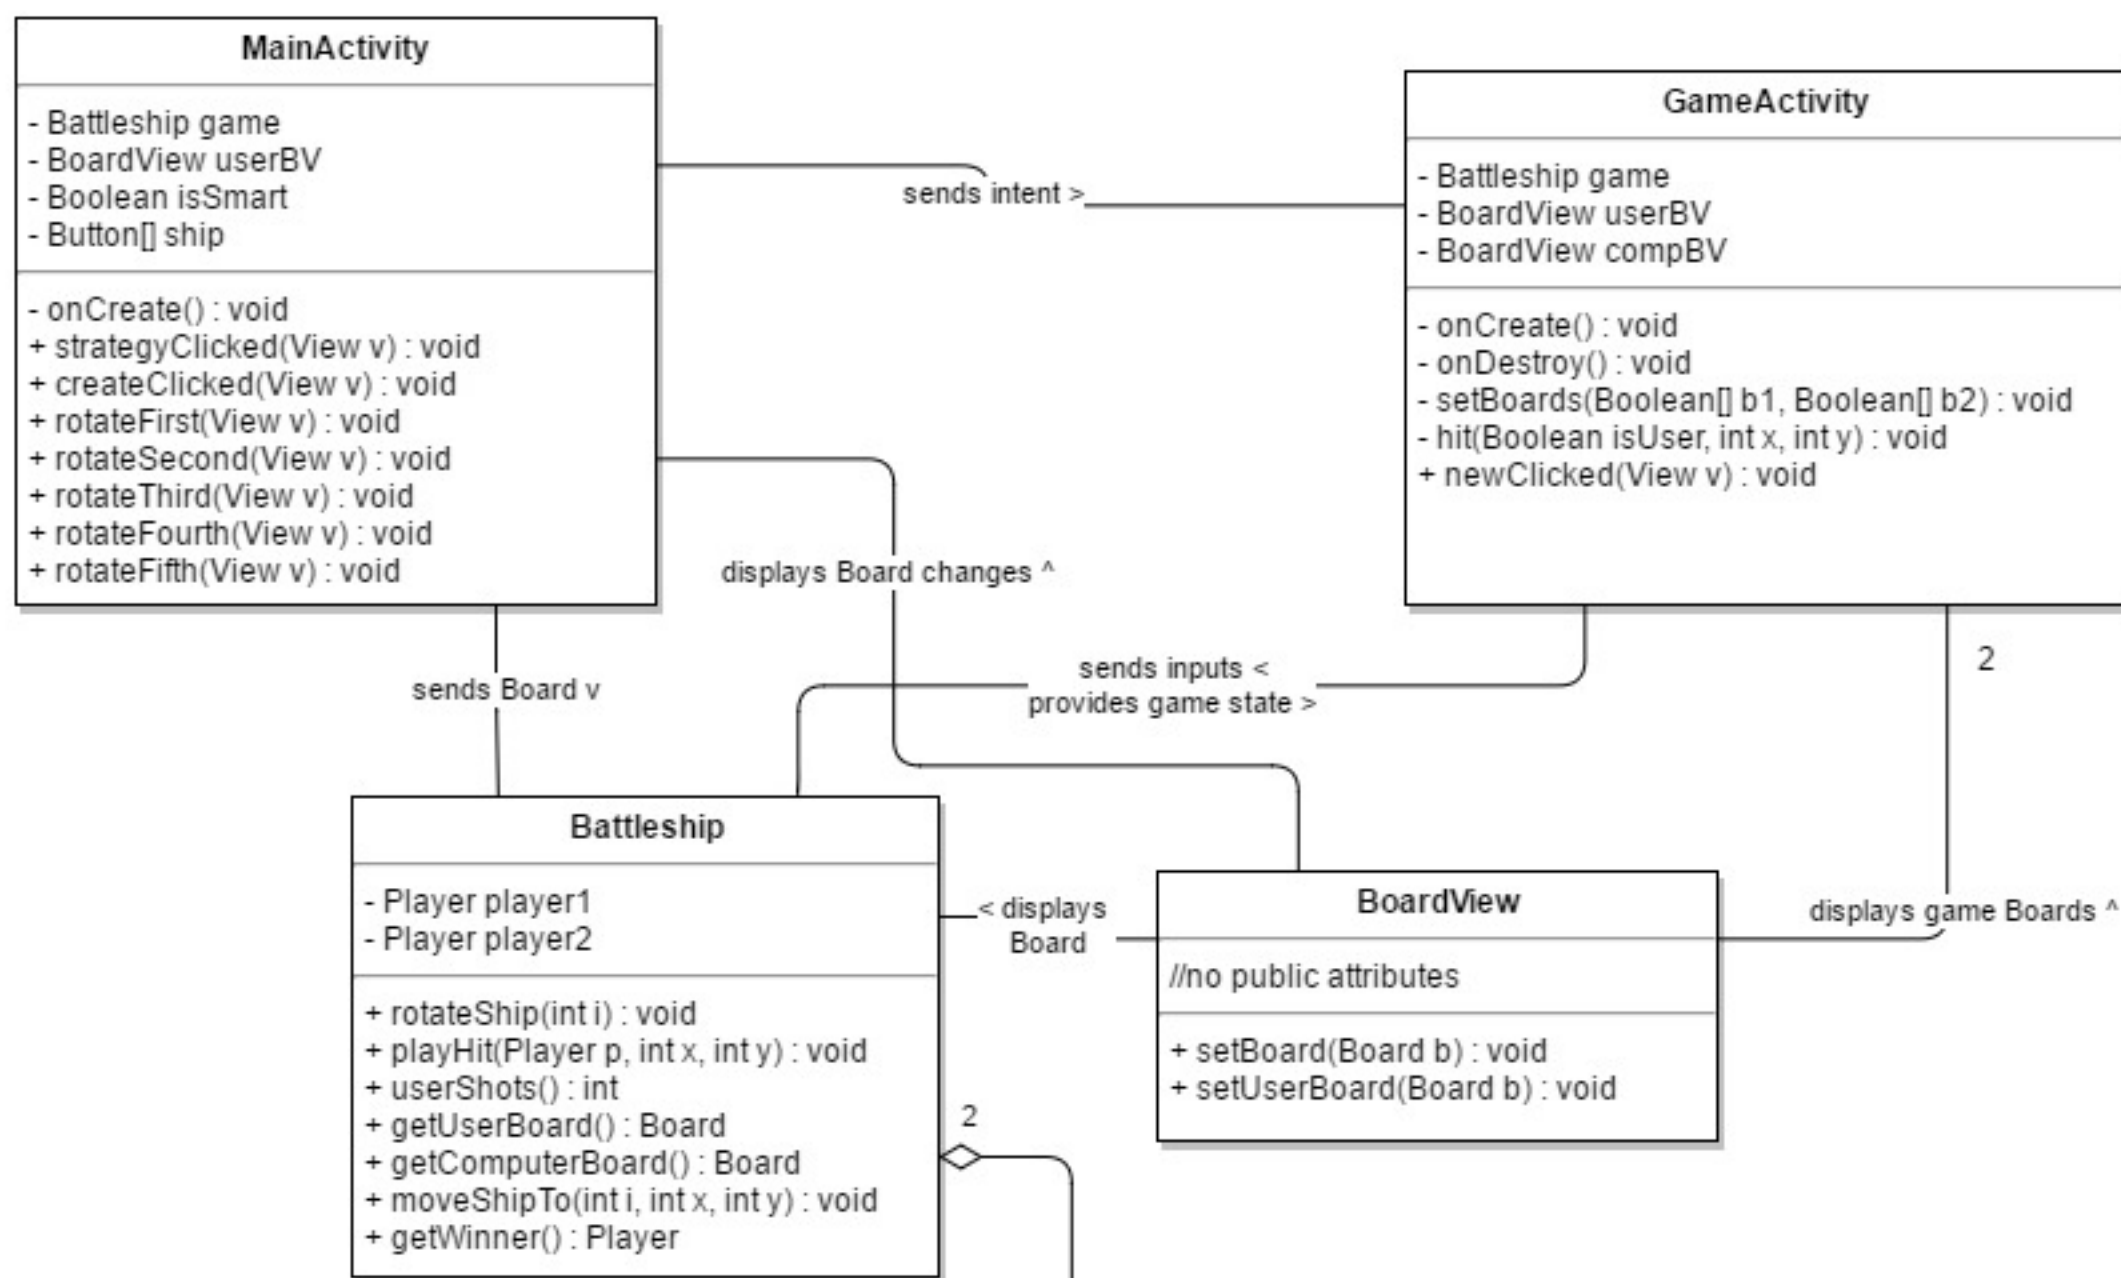 MainActivity
- Battleship game
- BoardView userBV
- Boolean isSmart
- Button[] ship
- onCreate() : void
+ strategyClicked(View v) : void
+ createClicked(View v) : void
+ rotateFirst(View v) : void
+ rotateSecond(View v) : void
+ rotateThird(View v) : void
+ rotateFourth(View v) : void
+ rotateFifth(View v) : void
sends intent >
GameActivity
- Battleship game
- BoardView userBV
- BoardView compBV
- onCreate() : void
- onDestroy() : void
- setBoards(Boolean[] b1, Boolean[] b2) : void
- hit(Boolean isUser, int x, int y) : void
+ newClicked(View v) : void
displays Board changes ^
sends Board v
sends inputs <
provides game state >
2
Battleship
- Player player1
- Player player2
+ rotateShip(int i) : void
+ playHit(Player p, int x, int y) : void
+ userShots() : int
+ getUserBoard() : Board
+ getComputerBoard() : Board
+ moveShipTo(int i, int x, int y) : void
+ getWinner() : Player
< displays
Board
2
BoardView
//no public attributes
+ setBoard(Board b) : void
+ setUserBoard(Board b) : void
displays game Boards ^